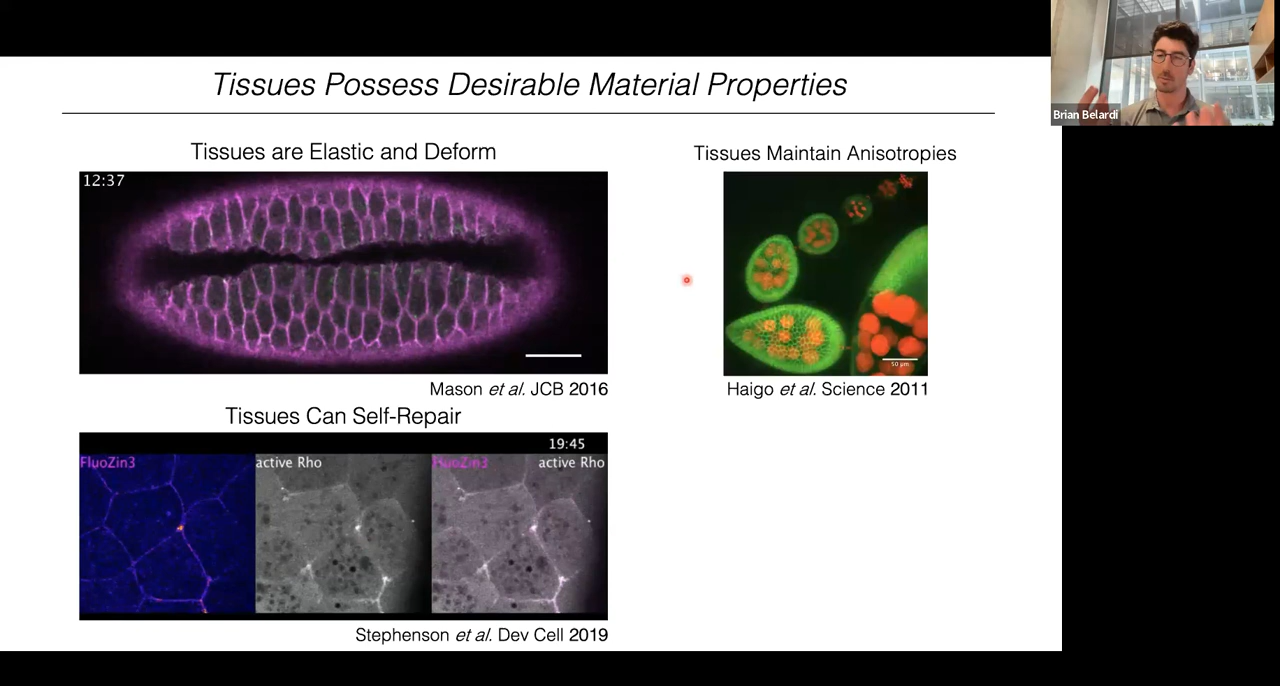 Tissues Possess Desirable Material Properties
Brian Belardi
Tissues are Elastic and Deform
12:37
Mason et al. JCB 2016
Tissues Maintain Anisotropies
50 μm
Haigo et al. Science 2011
Tissues Can Self-Repair
19:45
FluoZin3
active Rho
FluoZin3
active Rho
Stephenson et al. Dev Cell 2019